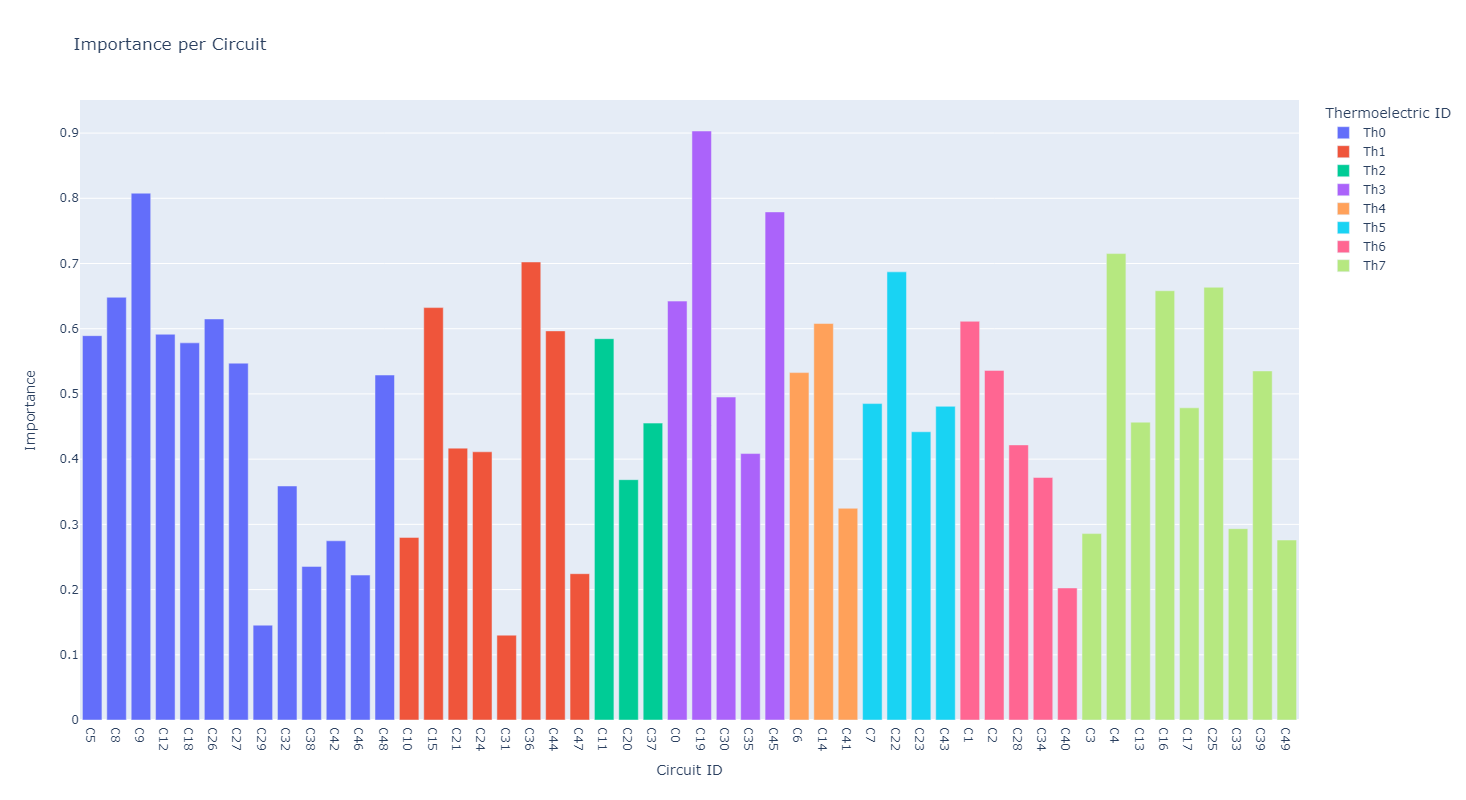 Importance per Circuit
Importance
0.9
0.8
0.7
0.6
0.5
0.4
0.3
0.2
0.1
0
C5 C8 C9 C12 C18 C26 C27 C29 C32 C38 C42 C46 C48 C10 C15 C21 C24 C31 C36 C44 C47 C11 C20 C37 C0 C19 C30 C35 C45 C6 C14 C41 C7 C22 C23 C43 C1 C2 C28 C34 C40 C3 C4 C13 C16 C17 C25 C33 C39 C49
Circuit ID
Thermoelectric ID
Th0
Th1
Th2
Th3
Th4
Th5
Th6
Th7